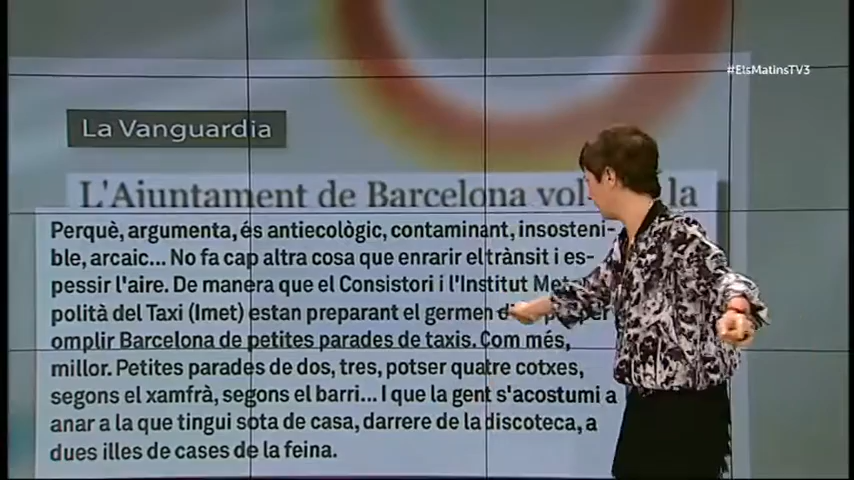 #ElsMatinsTV3
La Vanguardia
L'Ajuntament de Barcelona vol la
Perquè, argumenta, és antiecològic, contaminant, insosteni-
ble, arcaic... No fa cap altra cosa que enrarir el trànsit i es-
pessir l'aire. De manera que el Consistori i l'Institut Metro-
polità del Taxi (Imet) estan preparant el germen de per
omplir Barcelona de petites parades de taxis. Com més,
millor. Petites parades de dos, tres, potser quatre cotxes,
segons el xamfrà, segons el barri... I que la gent s'acostumi a
anar a la que tingui sota de casa, darrere de la discoteca, a
dues illes de cases de la feina.